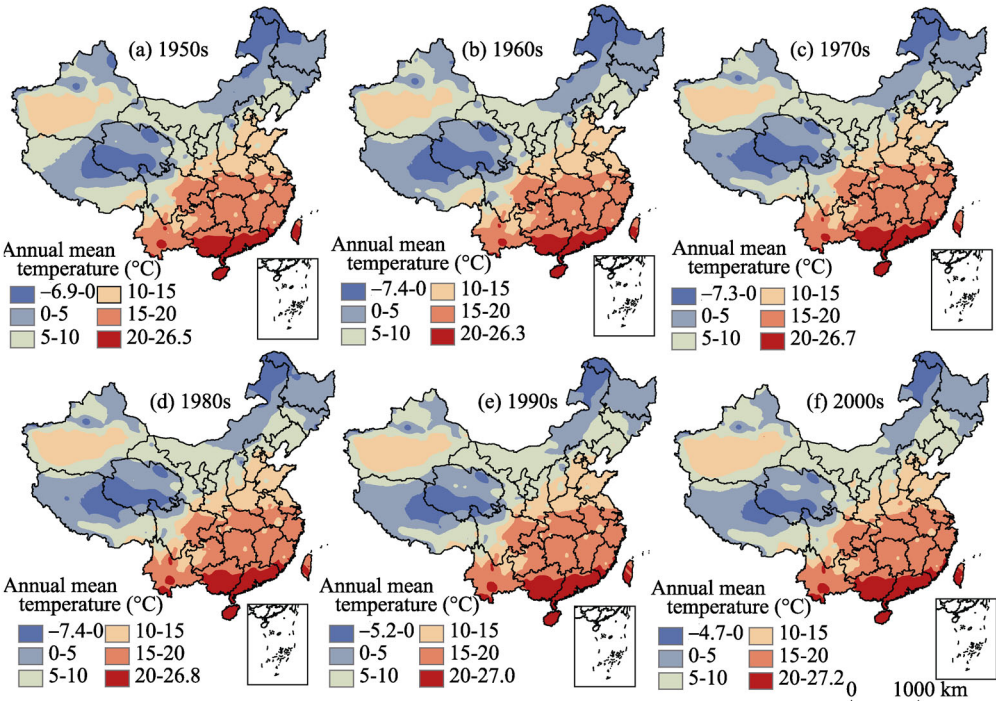 (a) 1950s
Annual mean
temperature (°C)
−6.9-0 10-15
0-5 15-20
5-10 20-26.5
(b) 1960s
Annual mean
temperature (°C)
−7.4-0 10-15
0-5 15-20
5-10 20-26.3
(c) 1970s
Annual mean
temperature (°C)
−7.3-0 10-15
0-5 15-20
5-10 20-26.7
(d) 1980s
Annual mean
temperature (°C)
−7.4-0 10-15
0-5 15-20
5-10 20-26.8
(e) 1990s
Annual mean
temperature (°C)
−5.2-0 10-15
0-5 15-20
5-10 20-27.0
(f) 2000s
Annual mean
temperature (°C)
−4.7-0 10-15
0-5 15-20
5-10 20-27.2
0 1000 km